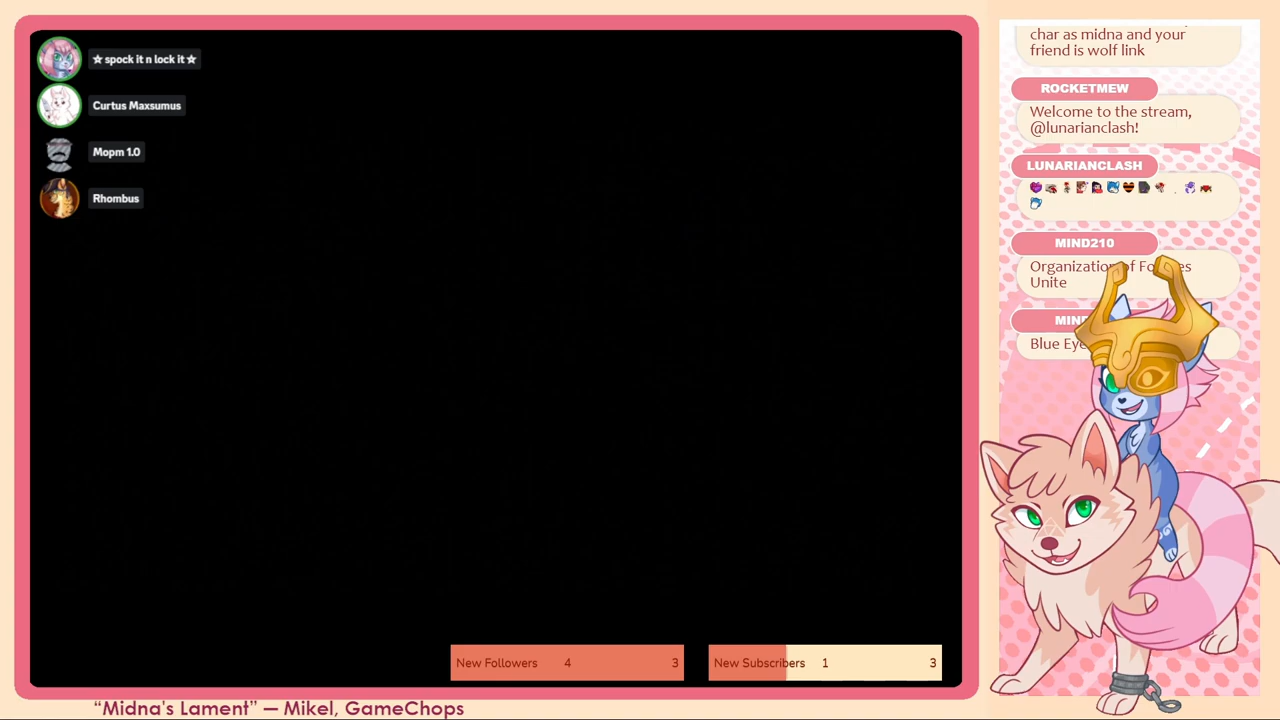 ★ spock it n lock it ★
Curtus Maxsumus
Mopm 1.0
Rhombus
char as midna and your
friend is wolf link
ROCKETMEW
Welcome to the stream,
@lunarianclash!
LUNARIANCLASH
MIND210
Organization of
Unite
Blue
New Followers 4 3
New Subscribers 1 3
“Midna's Lament” — Mikel, GameChops